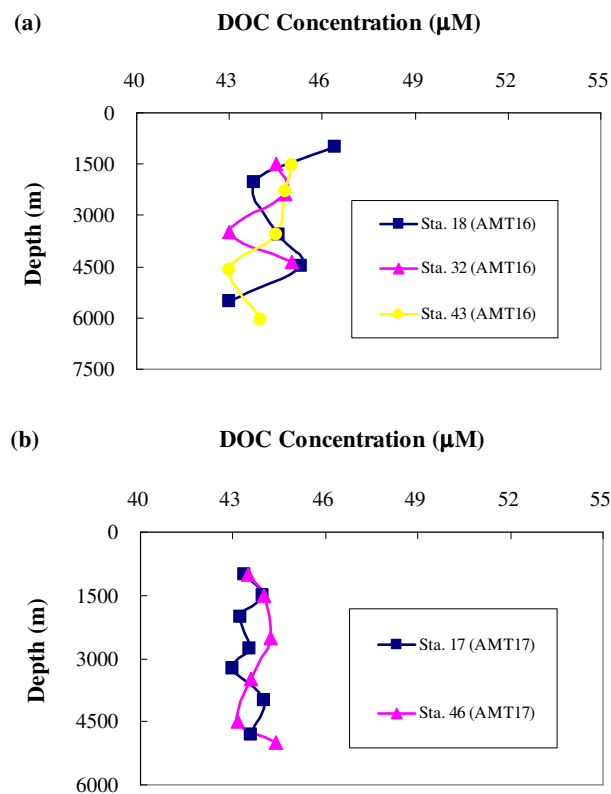 (a)
DOC Concentration (μM)
40 43 46 49 52 55
0
1500
3000
4500
6000
7500
Depth (m)
Sta. 18 (AMT16)
Sta. 32 (AMT16)
Sta. 43 (AMT16)
(b)
DOC Concentration (μM)
40 43 46 49 52 55
0
1500
3000
4500
6000
Depth (m)
Sta. 17 (AMT17)
Sta. 46 (AMT17)